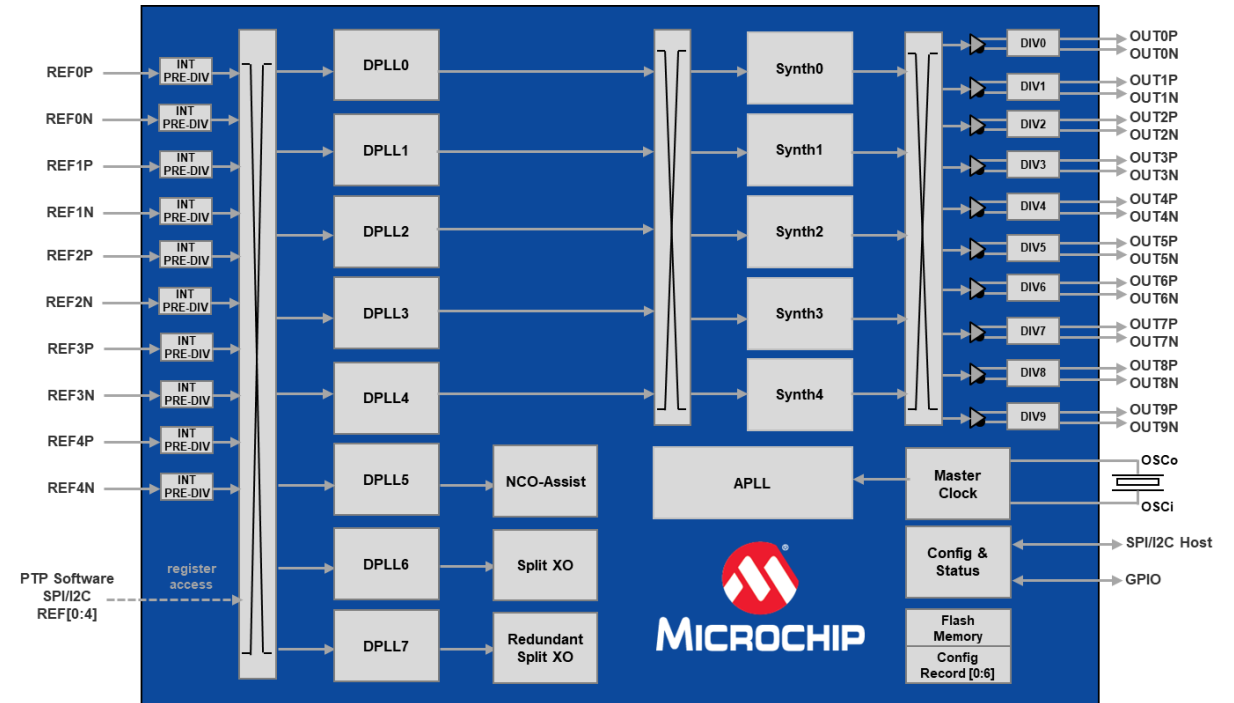 REF0P
REF0N
REF1P
REF1N
REF2P
REF2N
REF3P
REF3N
REF4P
REF4N
PTP Software
SPI/I2C
REF[0:4]
INT
PRE-DIV
INT
PRE-DIV
INT
PRE-DIV
INT
PRE-DIV
INT
PRE-DIV
INT
PRE-DIV
INT
PRE-DIV
INT
PRE-DIV
INT
PRE-DIV
INT
PRE-DIV
register
access
DPLL0
DPLL1
DPLL2
DPLL3
DPLL4
DPLL5
DPLL6
DPLL7
NCO-Assist
Split XO
Redundant
Split XO
Synth0
Synth1
Synth2
Synth3
Synth4
APLL
MICROCHIP
®
DIV0
DIV1
DIV2
DIV3
DIV4
DIV5
DIV6
DIV7
DIV8
DIV9
Master
Clock
Config &
Status
Flash
Memory
Config
Record [0:6]
OUT0P
OUT0N
OUT1P
OUT1N
OUT2P
OUT2N
OUT3P
OUT3N
OUT4P
OUT4N
OUT5P
OUT5N
OUT6P
OUT6N
OUT7P
OUT7N
OUT8P
OUT8N
OUT9P
OUT9N
OSCo
OSCi
SPI/I2C Host
GPIO